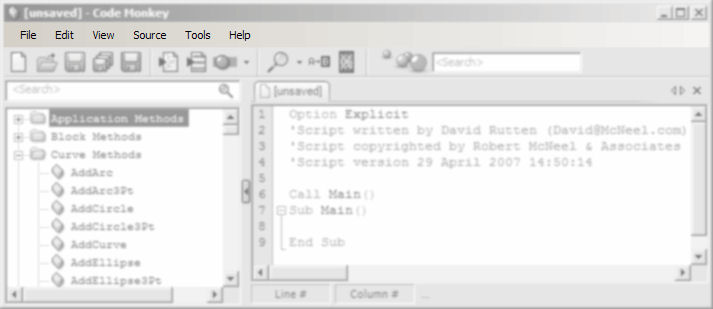 [unsaved] - Code Monkey
File Edit View Source Tools Help
A→B
<Search>
<Search>
[unsaved]
Application Methods
Block Methods
Curve Methods
AddArc
AddArc3Pt
AddCircle
AddCircle3Pt
AddCurve
AddEllipse
AddEllipse3Pt
1 Option Explicit
2 'Script written by David Rutten (David@McNeel.com)
3 'Script copyrighted by Robert McNeel & Associates
4 'Script version 29 April 2007 14:50:14
5
6 Call Main()
7 Sub Main()
8
9 End Sub
Line # Column # ...